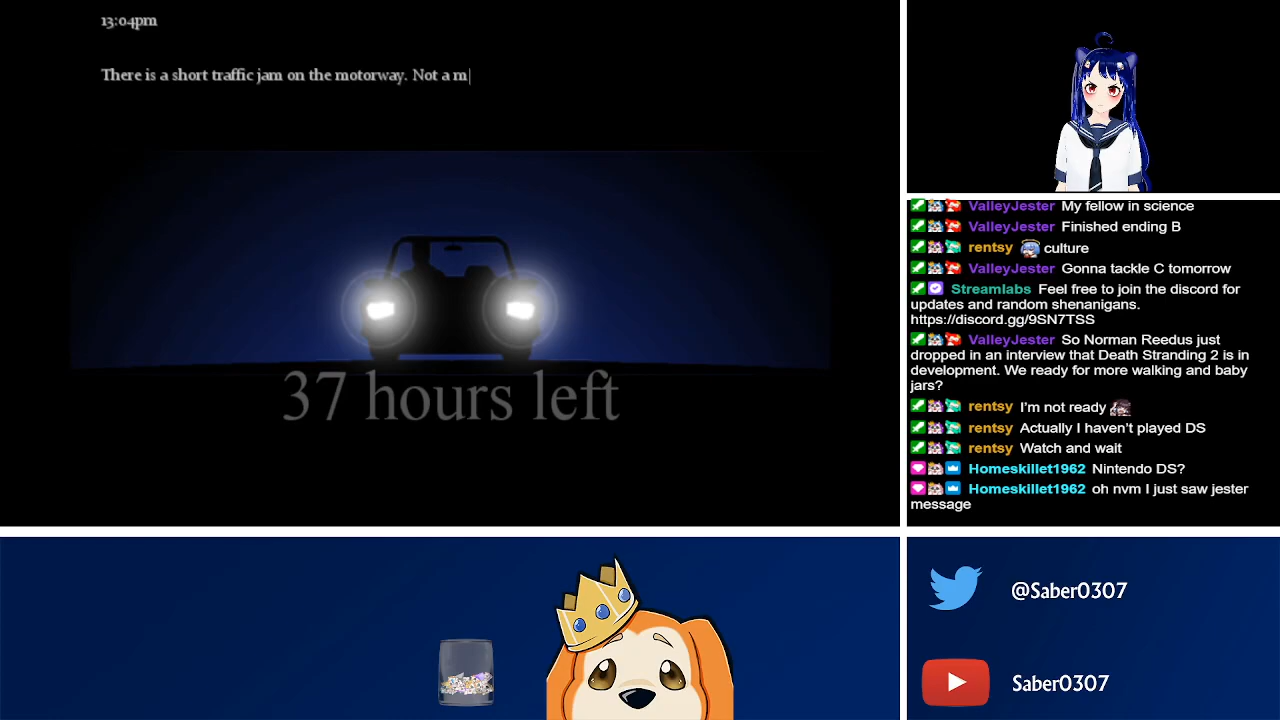 13:04pm
There is a short traffic jam on the motorway. Not a m
37 hours left
ValleyJester My fellow in science
ValleyJester Finished ending B
rentsy culture
ValleyJester Gonna tackle C tomorrow
Streamlabs Feel free to join the discord for
updates and random shenanigans.
https://discord.gg/9SN7TSS
ValleyJester So Norman Reedus just
dropped in an interview that Death Stranding 2 is in
development. We ready for more walking and baby
jars?
rentsy I'm not ready
rentsy Actually I haven't played DS
rentsy Watch and wait
Homeskillet1962 Nintendo DS?
Homeskillet1962 oh nvm I just saw jester
message
@Saber0307
Saber0307